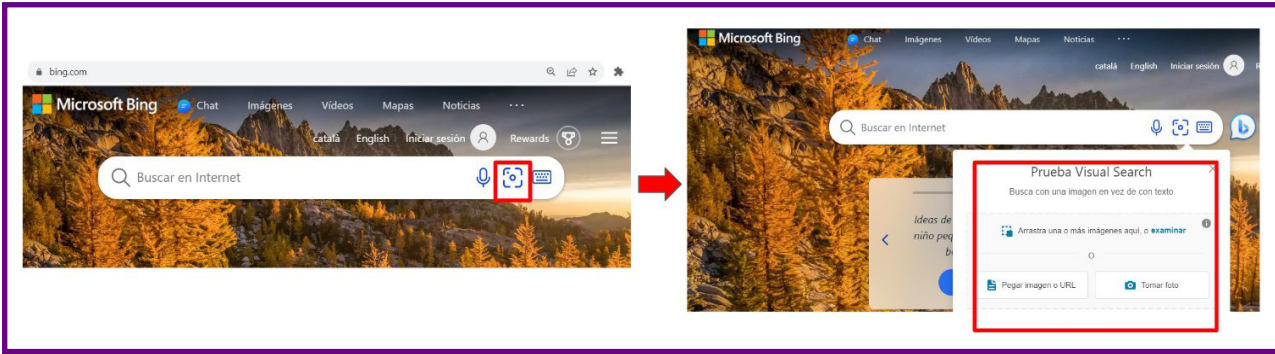 bing.com
Microsoft Bing Chat Imágenes Vídeos Mapas Noticias ...
català English Iniciar sesión Rewards
Buscar en Internet
Microsoft Bing Chat Imágenes Vídeos Mapas Noticias ...
català English Iniciar sesión R
Buscar en Internet
Prueba Visual Search
Busca con una imagen en vez de con texto
Arrastra una o más imágenes aquí, o examinar
O
Pegar imagen o URL Tomar foto
Ideas de
niño peq
b